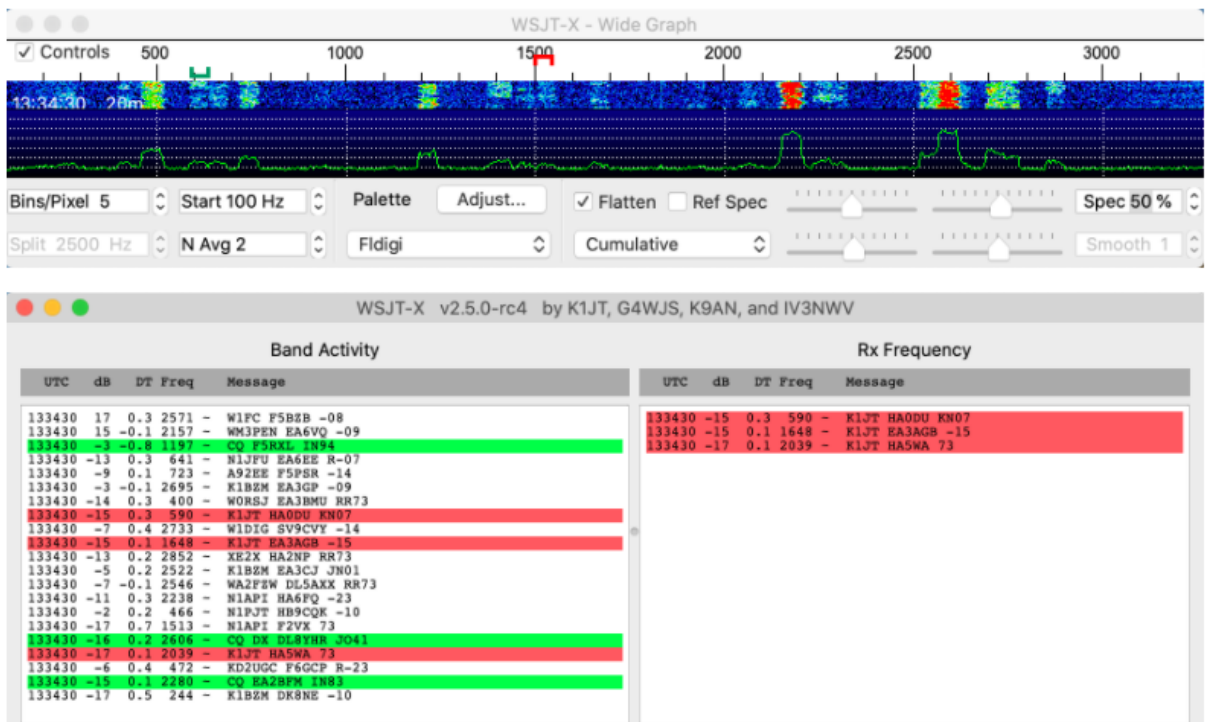 WSJT-X - Wide Graph
Controls 500 1000 1500 2000 2500 3000
13:34:30 20m
Bins/Pixel 5 Start 100 Hz Palette Adjust... Flatten Ref Spec Spec 50 %
Split 2500 Hz N Avg 2 Fldigi Cumulative Smooth 1
WSJT-X v2.5.0-rc4 by K1JT, G4WJS, K9AN, and IV3NWV
Band Activity Rx Frequency
UTC dB DT Freq Message UTC dB DT Freq Message
133430 17 0.3 2571 ~ W1FC F5BZB -08 133430 -15 0.3 590 ~ K1JT HA0DU KN07
133430 15 -0.1 2157 ~ WM3PEN EA6VQ -09 133430 -15 0.1 1648 ~ K1JT EA3AGB -15
133430 -3 -0.8 1197 ~ CQ F5RXL IN94 133430 -17 0.1 2039 ~ K1JT HA5WA 73
133430 -13 0.3 641 ~ N1JFU EA6EE R-07
133430 -9 0.1 723 ~ A92EE F5PSR -14
133430 -3 -0.1 2695 ~ K1BZM EA3GP -09
133430 -14 0.3 400 ~ W0RSJ EA3BMU RR73
133430 -15 0.3 590 ~ K1JT HA0DU KN07
133430 -7 0.4 2733 ~ W1DIG SV9CVY -14
133430 -15 0.1 1648 ~ K1JT EA3AGB -15
133430 -13 0.2 2852 ~ XE2X HA2NP RR73
133430 -5 0.2 2522 ~ K1BZM EA3CJ JN01
133430 -7 -0.1 2546 ~ WA2FZW DL5AXX RR73
133430 -11 0.3 2238 ~ N1API HA6FQ -23
133430 -2 0.2 466 ~ N1PJT HB9CQK -10
133430 -17 0.7 1513 ~ N1API F2VX 73
133430 -16 0.2 2606 ~ CQ DX DL8YHR JO41
133430 -17 0.1 2039 ~ K1JT HA5WA 73
133430 -6 0.4 472 ~ KD2UGC F6GCP R-23
133430 -15 0.1 2280 ~ CQ EA2BFM IN83
133430 -17 0.5 244 ~ K1BZM DK8NE -10